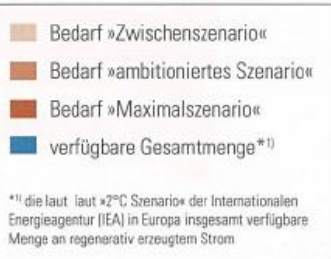 Bedarf »Zwischenszenario«
Bedarf »ambitioniertes Szenario«
Bedarf »Maximalszenario«
verfügbare Gesamtmenge*¹⁾
*¹⁾ die laut laut »2°C Szenario« der Internationalen
Energieagentur (IEA) in Europa insgesamt verfügbare
Menge an regenerativ erzeugtem Strom